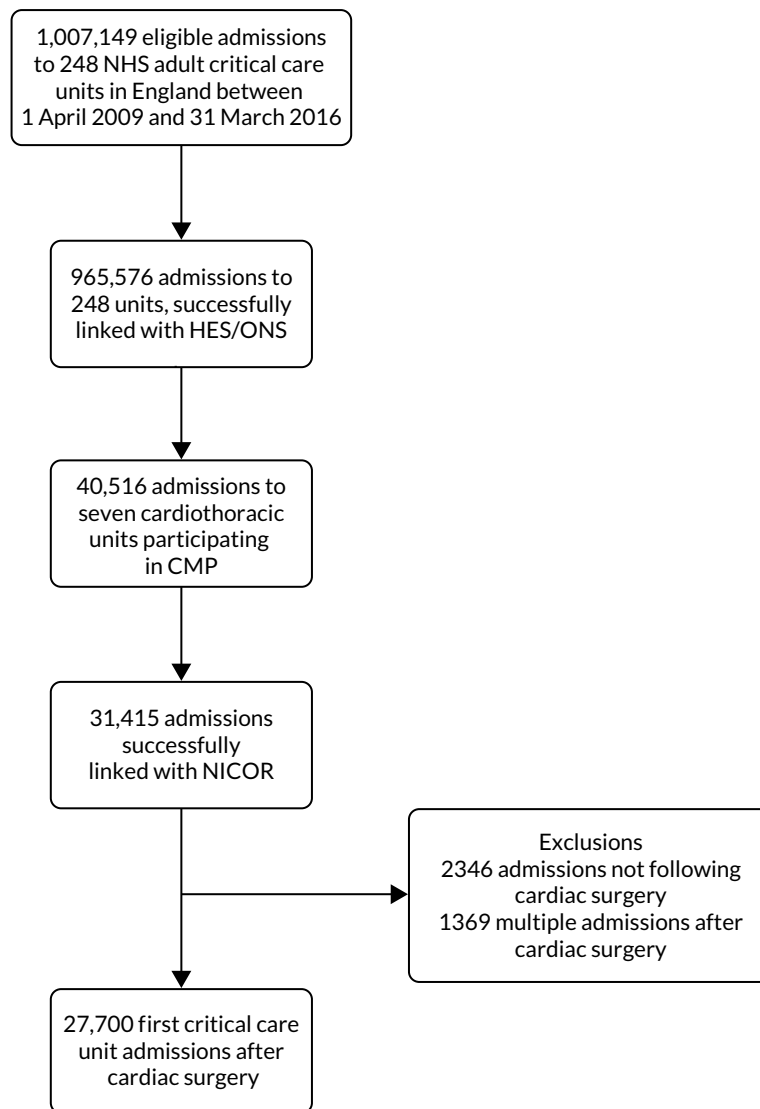 1,007,149 eligible admissions
to 248 NHS adult critical care
units in England between
1 April 2009 and 31 March 2016
965,576 admissions to
248 units, successfully
linked with HES/ONS
40,516 admissions to
seven cardiothoracic
units participating
in CMP
31,415 admissions
successfully
linked with NICOR
Exclusions
2346 admissions not following
cardiac surgery
1369 multiple admissions after
cardiac surgery
27,700 first critical care
unit admissions after
cardiac surgery